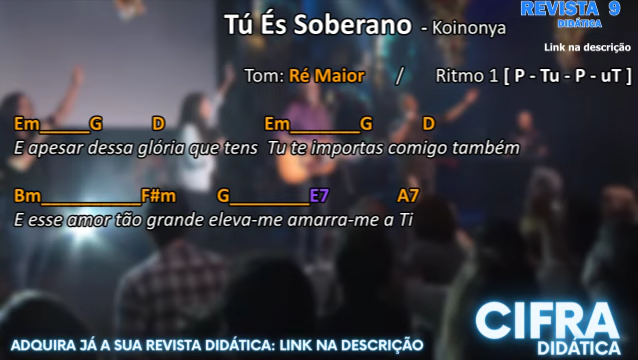 REVISTA 9
DIDÁTICA
Tú És Soberano - Koinonya
Link na descrição
Tom: Ré Maior / Ritmo 1 [ P - Tu - P - uT ]
Em_____G D Em_______G D
E apesar dessa glória que tens Tu te importas comigo também
Bm__________F#m G________E7 A7
E esse amor tão grande eleva-me amarra-me a Ti
CIFRA
DIDÁTICA
ADQUIRA JÁ A SUA REVISTA DIDÁTICA: LINK NA DESCRIÇÃO